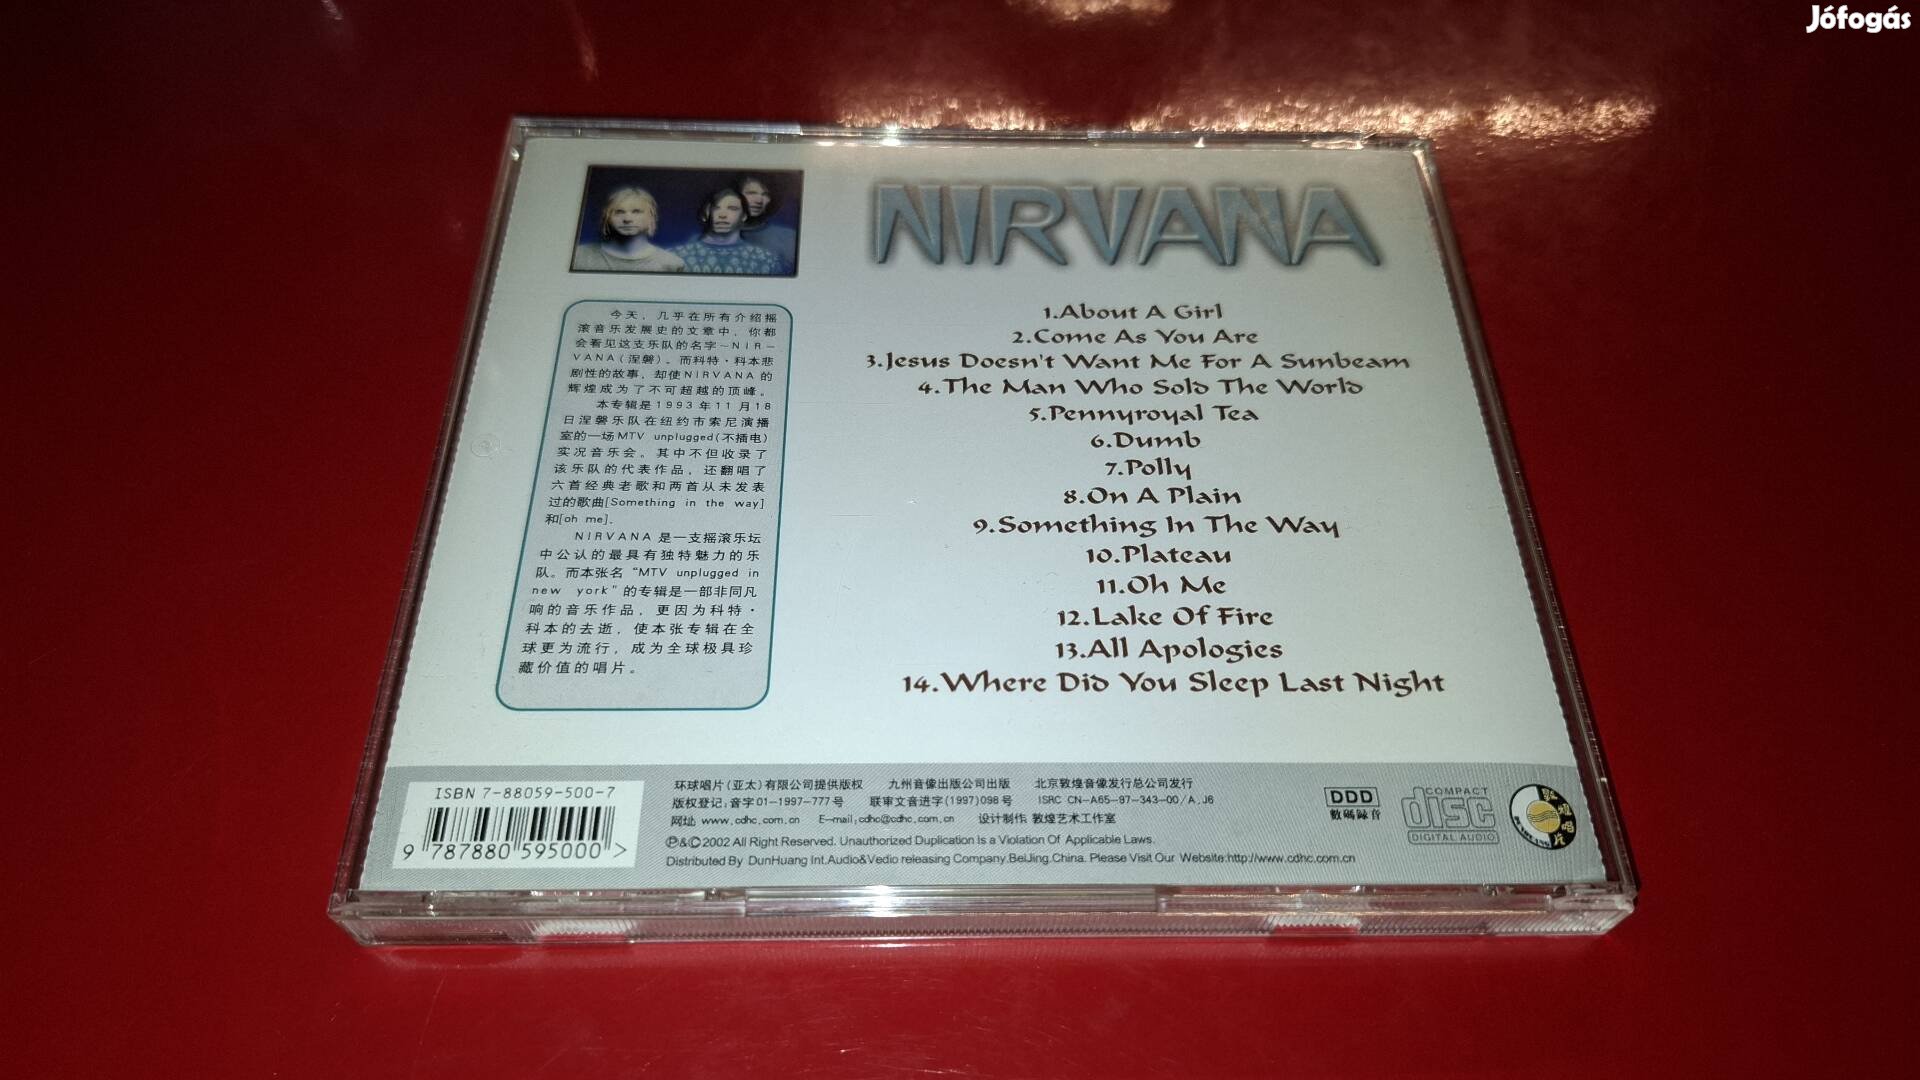 Jófogás
NIRVANA
1.About A Girl
2.Come As You Are
3.Jesus Doesn't Want Me For A Sunbeam
4.The Man Who Sold The World
5.Pennyroyal Tea
6.Dumb
7.Polly
8.On A Plain
9.Something In The Way
10.Plateau
11.Oh Me
12.Lake Of Fire
13.All Apologies
14.Where Did You Sleep Last Night
今天，几乎在所有介绍摇
滚音乐发展史的文章中，你都
会看见这支乐队的名字-NIR-
VANA(涅磐)。而科特·科本悲
剧性的故事，却使NIRVANA的
辉煌成为了不可超越的顶峰。
本专辑是1993年11月18
日涅磐乐队在纽约市索尼演播
室的一场MTV unplugged(不插电)
实况音乐会。其中不但收录了
该乐队的代表作品，还翻唱了
六首经典老歌和两首从未发表
过的歌曲[Something in the way]
和[oh me]。
NIRVANA是一支摇滚乐坛
中公认的最具有独特魅力的乐
队。而本张名“MTV unplugged in
new york”的专辑是一部非同凡
响的音乐作品，更因为科特·
科本的去逝，使本张专辑在全
球更为流行，成为全球极具珍
藏价值的唱片。
ISBN 7-88059-500-7
9 787880 595000 >
环球唱片(亚太)有限公司提供版权 九州音像出版公司出版 北京敦煌音像发行总公司发行
版权登记:音字01-1997-777号 联审文音进字(1997)098号 ISRC CN-A65-97-343-00/A.J6
网址 www.cdhc.com.cn E-mail:cdhc@cdhc.com.cn 设计制作 敦煌艺术工作室
℗&©2002 All Right Reserved. Unauthorized Duplication Is a Violation Of Applicable Laws.
Distributed By DunHuang Int.Audio&Vedio releasing Company.BeiJing.China. Please Visit Our Website:http://www.cdhc.com.cn
DDD
數碼録音
COMPACT
disc
DIGITAL AUDIO